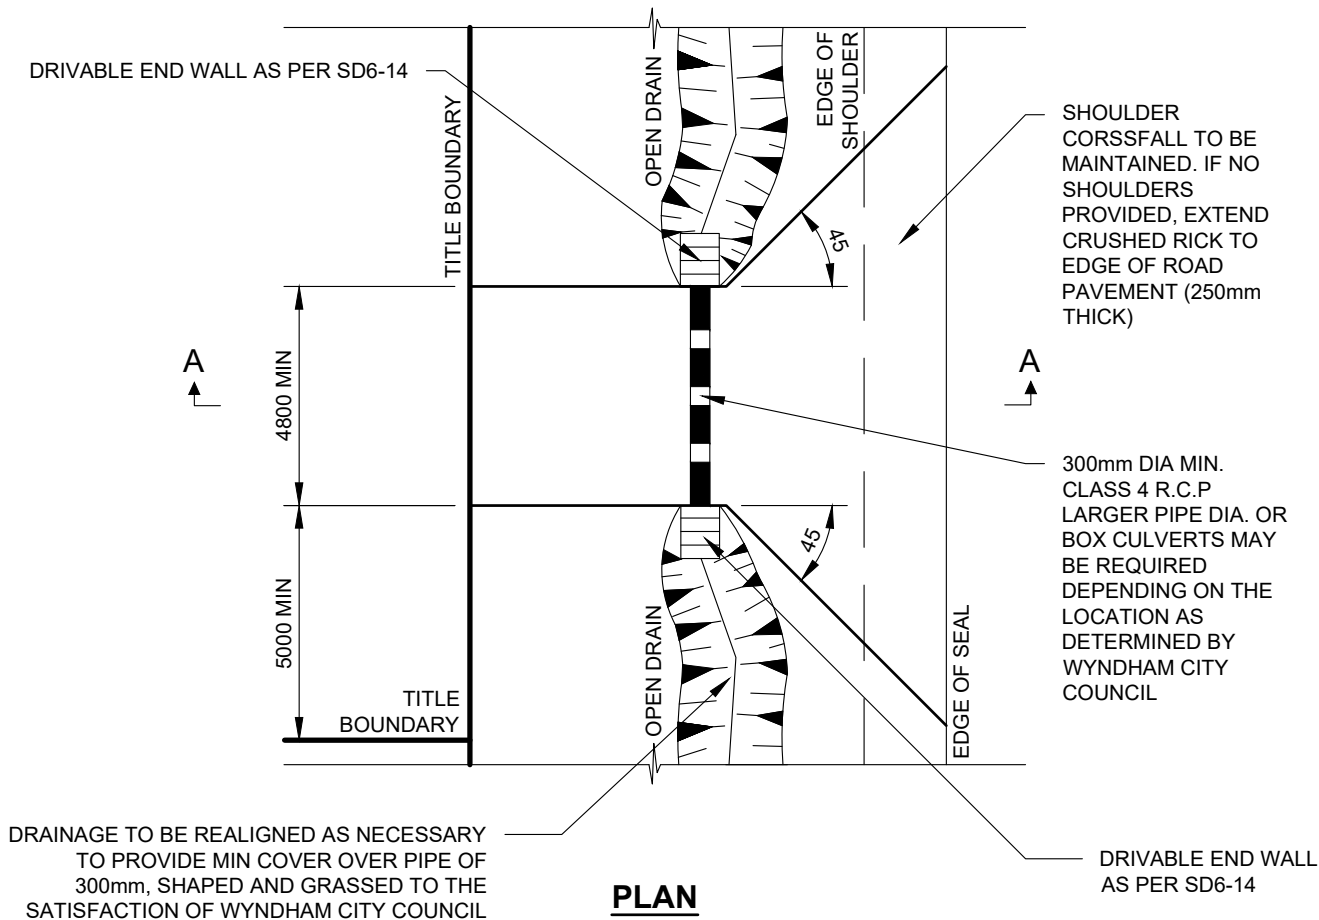 DRIVABLE END WALL AS PER SD6-14
TITLE BOUNDARY
OPEN DRAIN
EDGE OF
SHOULDER
SHOULDER
CORSSFALL TO BE
MAINTAINED. IF NO
SHOULDERS
PROVIDED, EXTEND
CRUSHED RICK TO
EDGE OF ROAD
PAVEMENT (250mm
THICK)
45
A
A
4800 MIN
300mm DIA MIN.
CLASS 4 R.C.P
LARGER PIPE DIA. OR
BOX CULVERTS MAY
BE REQUIRED
DEPENDING ON THE
LOCATION AS
DETERMINED BY
WYNDHAM CITY
COUNCIL
45
5000 MIN
OPEN DRAIN
EDGE OF SEAL
TITLE
BOUNDARY
DRAINAGE TO BE REALIGNED AS NECESSARY
TO PROVIDE MIN COVER OVER PIPE OF
300mm, SHAPED AND GRASSED TO THE
SATISFACTION OF WYNDHAM CITY COUNCIL
DRIVABLE END WALL
AS PER SD6-14
PLAN